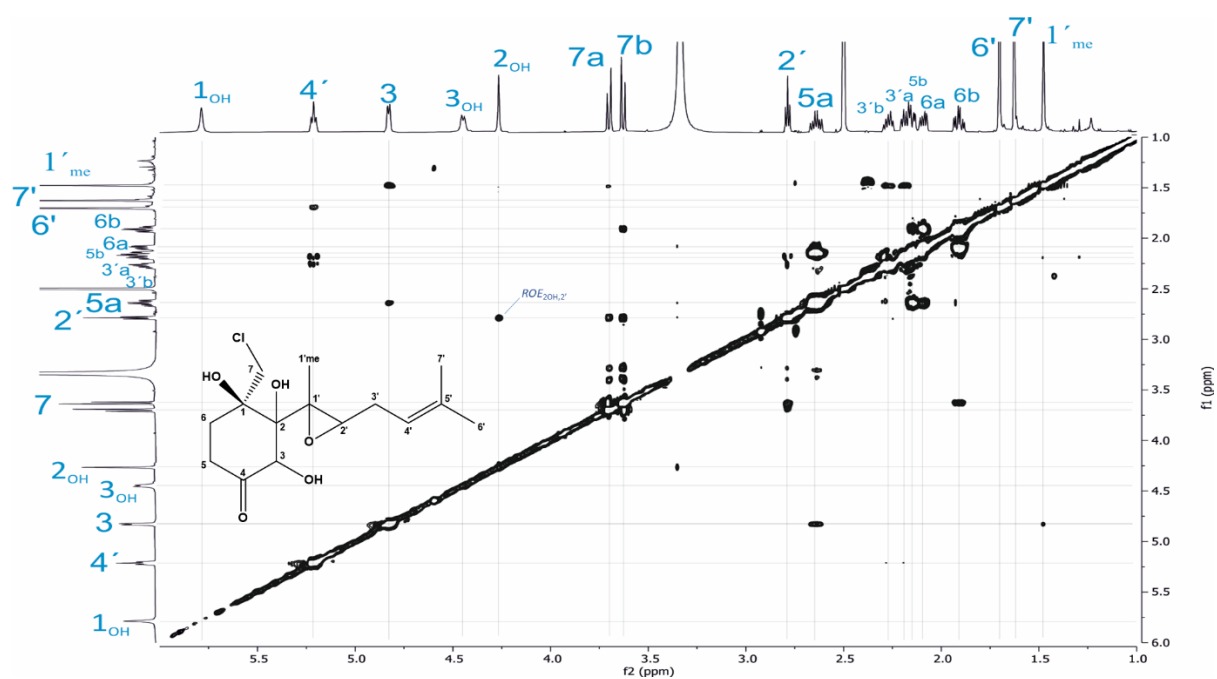 1OH
4´
3
3OH
2OH
7a
7b
2´
5a
3´b
3´a
5b
6a
6b
6'
7'
1´me
1´me
7'
6'
6b
6a
5b
3´a
3´b
5a
2´
7
2OH
3OH
3
4´
1OH
ROE2OH,2'
Cl
7
HO
OH
1'me
7'
1
2
1'
3'
5'
6
O
2'
4'
6'
5
4
3
OH
O
1.0
1.5
2.0
2.5
3.0
3.5
4.0
4.5
5.0
5.5
6.0
f1 (ppm)
5.5
5.0
4.5
4.0
3.5
3.0
2.5
2.0
1.5
1.0
f2 (ppm)